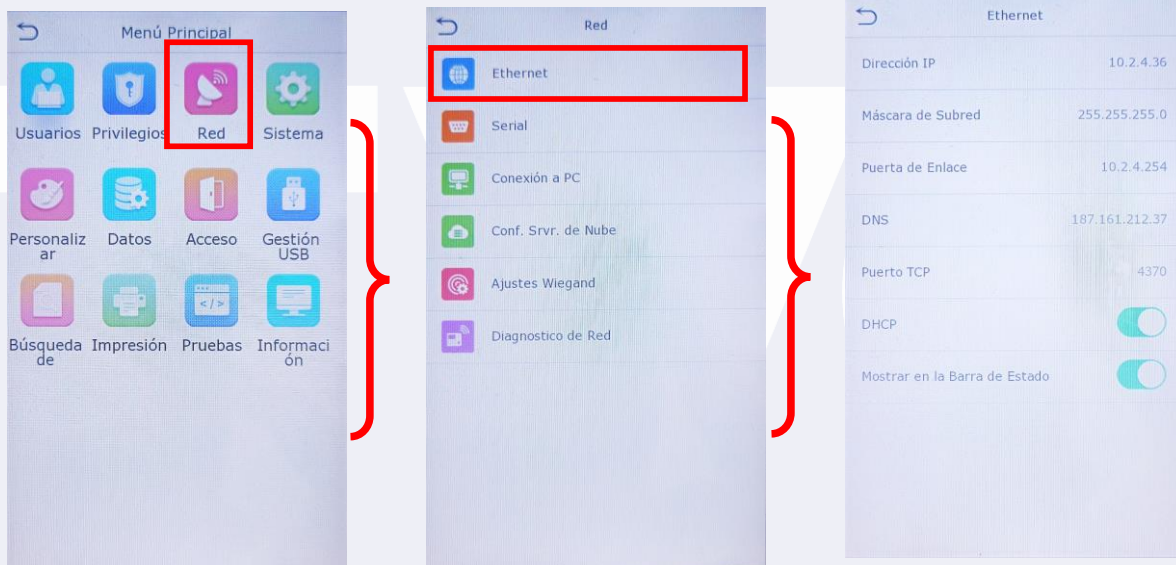 Menú Principal
Usuarios Privilegios Red Sistema
Personaliz
ar
Datos Acceso Gestión
USB
Búsqueda
de
Impresión Pruebas Informaci
ón
Red
Ethernet
Serial
Conexión a PC
Conf. Srvr. de Nube
Ajustes Wiegand
Diagnostico de Red
Ethernet
Dirección IP 10.2.4.36
Máscara de Subred 255.255.255.0
Puerta de Enlace 10.2.4.254
DNS 187.161.212.37
Puerto TCP 4370
DHCP
Mostrar en la Barra de Estado